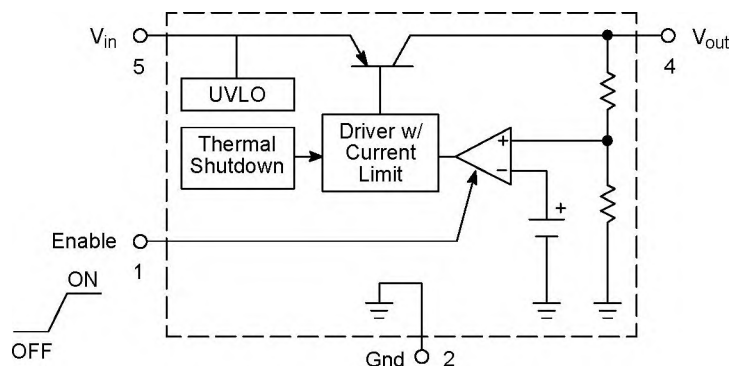 Vin
5
Vout
4
UVLO
Thermal
Shutdown
Driver w/
Current
Limit
+
−
+
Enable
1
ON
OFF
Gnd
2